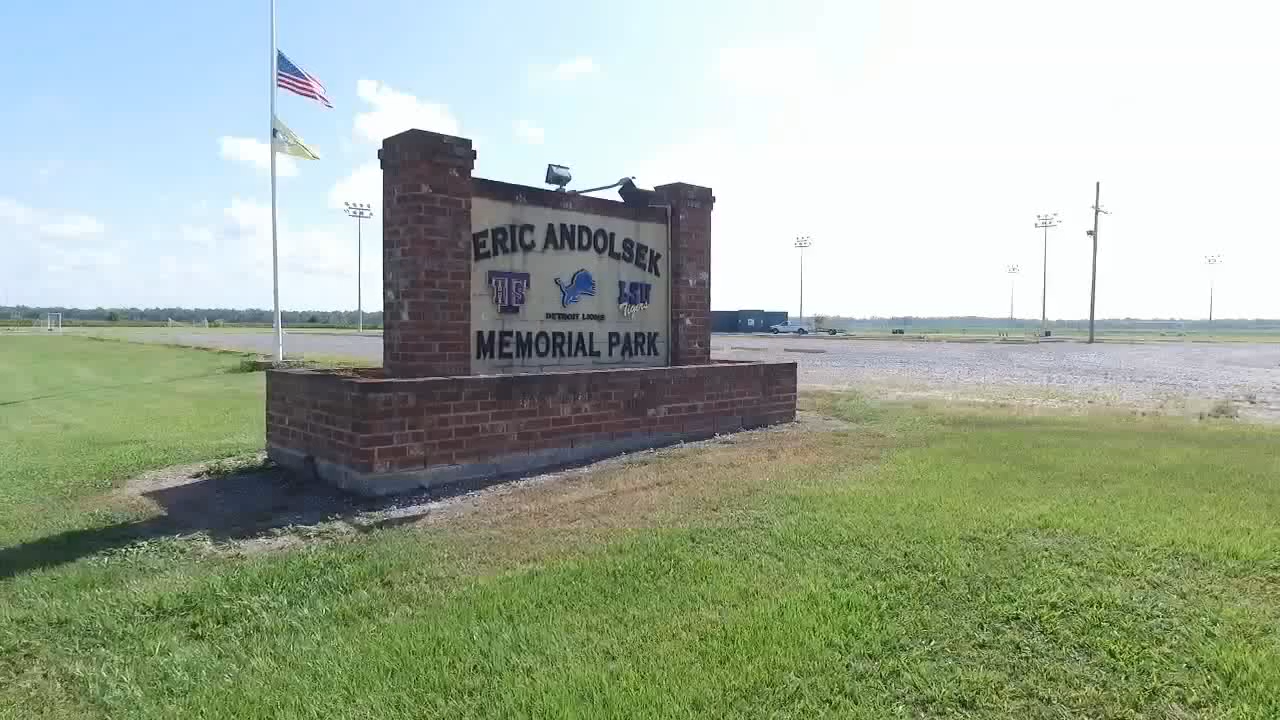 ERIC ANDOLSEK
THS
DETROIT LIONS
LSU
Tigers
MEMORIAL PARK